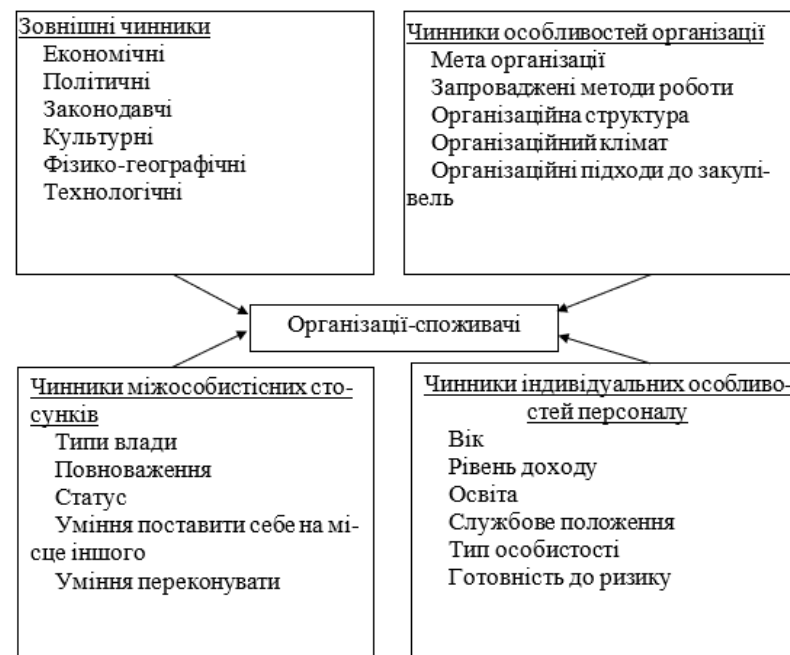 Зовнішні чинники
Економічні
Політичні
Законодавчі
Культурні
Фізико-географічні
Технологічні
Чинники особливостей організації
Мета організації
Запроваджені методи роботи
Організаційна структура
Організаційний клімат
Організаційні підходи до закупі-
вель
Організації-споживачі
Чинники міжособистісних сто-
сунків
Типи влади
Повноваження
Статус
Уміння поставити себе на мі-
сце іншого
Уміння переконувати
Чинники індивідуальних особливо-
стей персоналу
Вік
Рівень доходу
Освіта
Службове положення
Тип особистості
Готовність до ризику